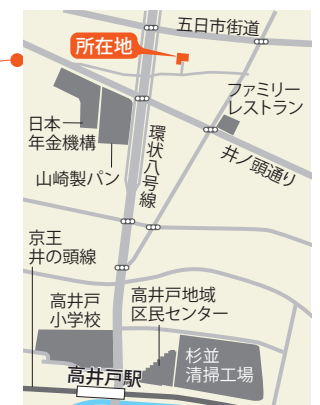 五日市街道
所在地
ファミリー
レストラン
日本
年金機構
環状八号線
井ノ頭通り
山崎製パン
京王
井の頭線
高井戸
小学校
高井戸地域
区民センター
杉並
清掃工場
高井戸駅